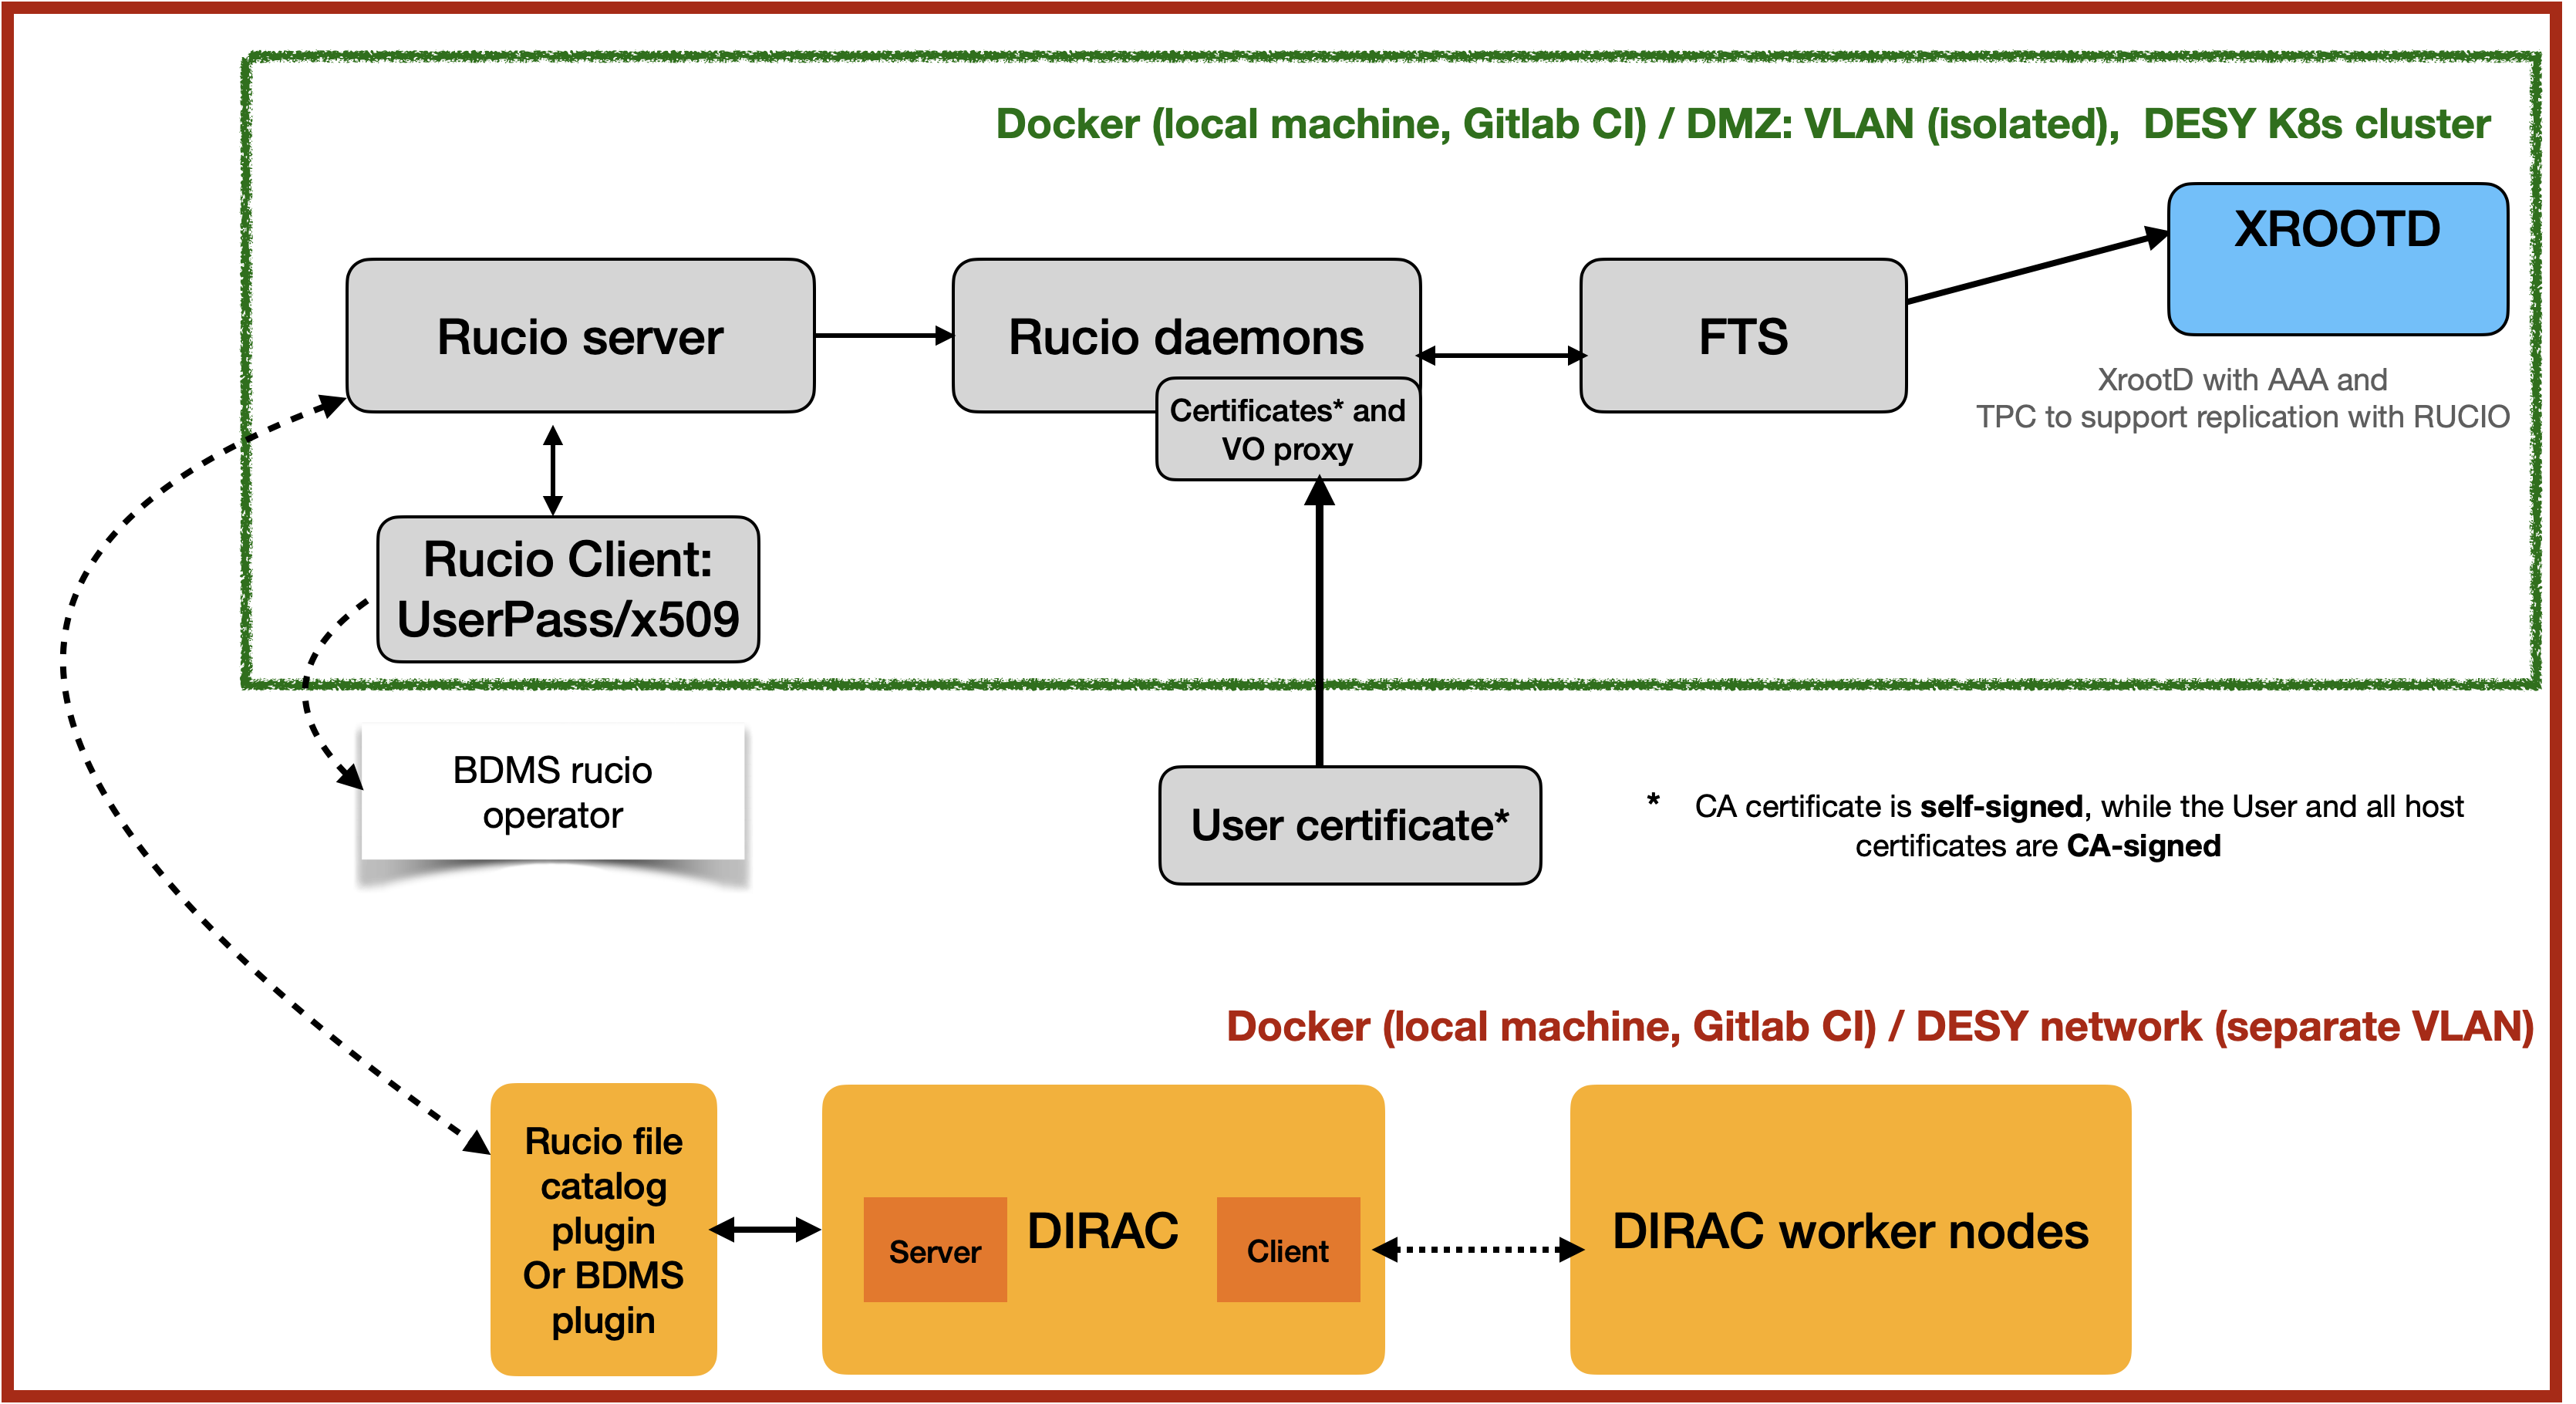 Docker (local machine, Gitlab CI) / DMZ: VLAN (isolated), DESY K8s cluster
XROOTD
Rucio server
Rucio daemons
FTS
XrootD with AAA and
TPC to support replication with RUCIO
Certificates* and
VO proxy
Rucio Client:
UserPass/x509
BDMS rucio
operator
User certificate*
* CA certificate is self-signed, while the User and all host
certificates are CA-signed
Docker (local machine, Gitlab CI) / DESY network (separate VLAN)
Rucio file
catalog
plugin
Or BDMS
plugin
Server
DIRAC
Client
DIRAC worker nodes